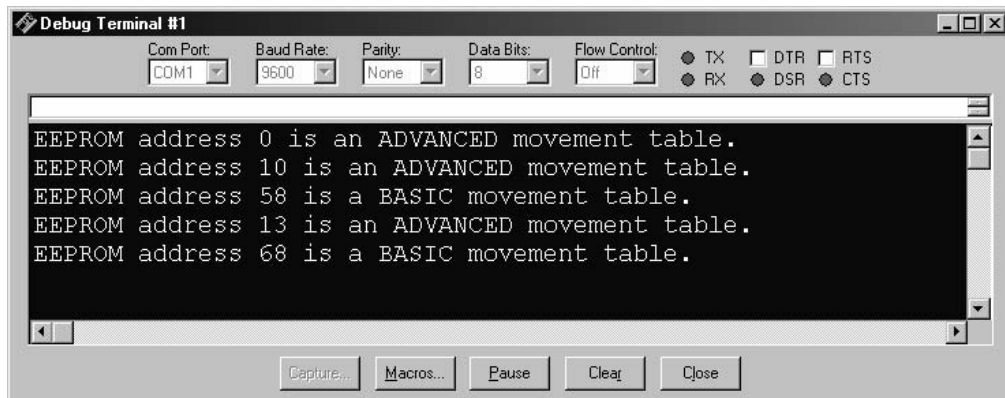 Debug Terminal #1
Com Port: Baud Rate: Parity: Data Bits: Flow Control:
COM1 9600 None 8 Off
TX DTR RTS
RX DSR CTS
EEPROM address 0 is an ADVANCED movement table.
EEPROM address 10 is an ADVANCED movement table.
EEPROM address 58 is a BASIC movement table.
EEPROM address 13 is an ADVANCED movement table.
EEPROM address 68 is a BASIC movement table.
Capture... Macros... Pause Clear Close